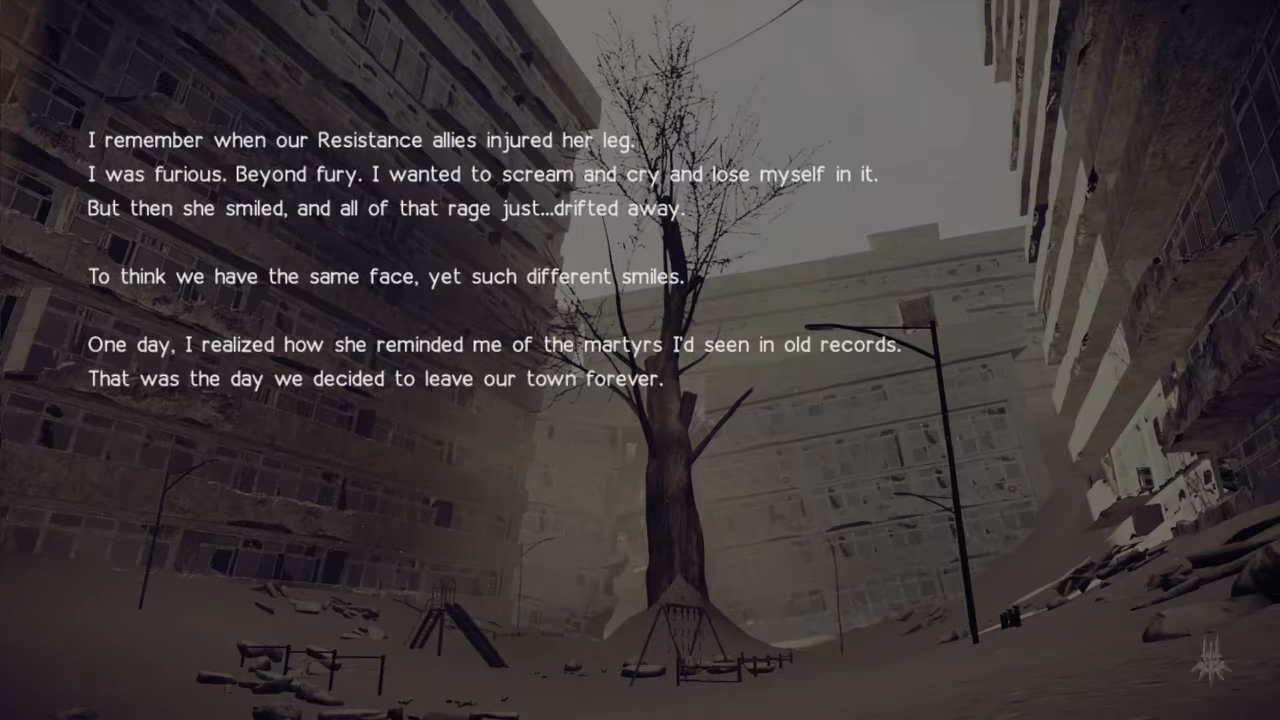 I remember when our Resistance allies injured her leg.
I was furious. Beyond fury. I wanted to scream and cry and lose myself in it.
But then she smiled, and all of that rage just...drifted away.
To think we have the same face, yet such different smiles.
One day, I realized how she reminded me of the martyrs I'd seen in old records.
That was the day we decided to leave our town forever.